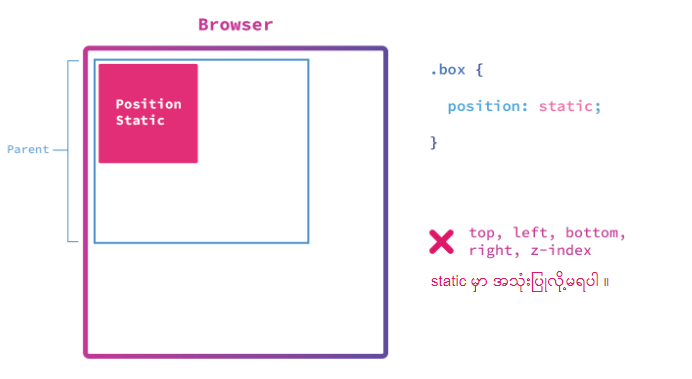 Browser
Position
Static
Parent
.box {
position: static;
}
top, left, bottom,
right, z-index
static မှာ အသုံးပြုလို့မရပါ ။